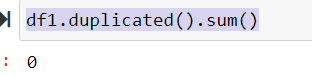 df1.duplicated().sum()
: 0